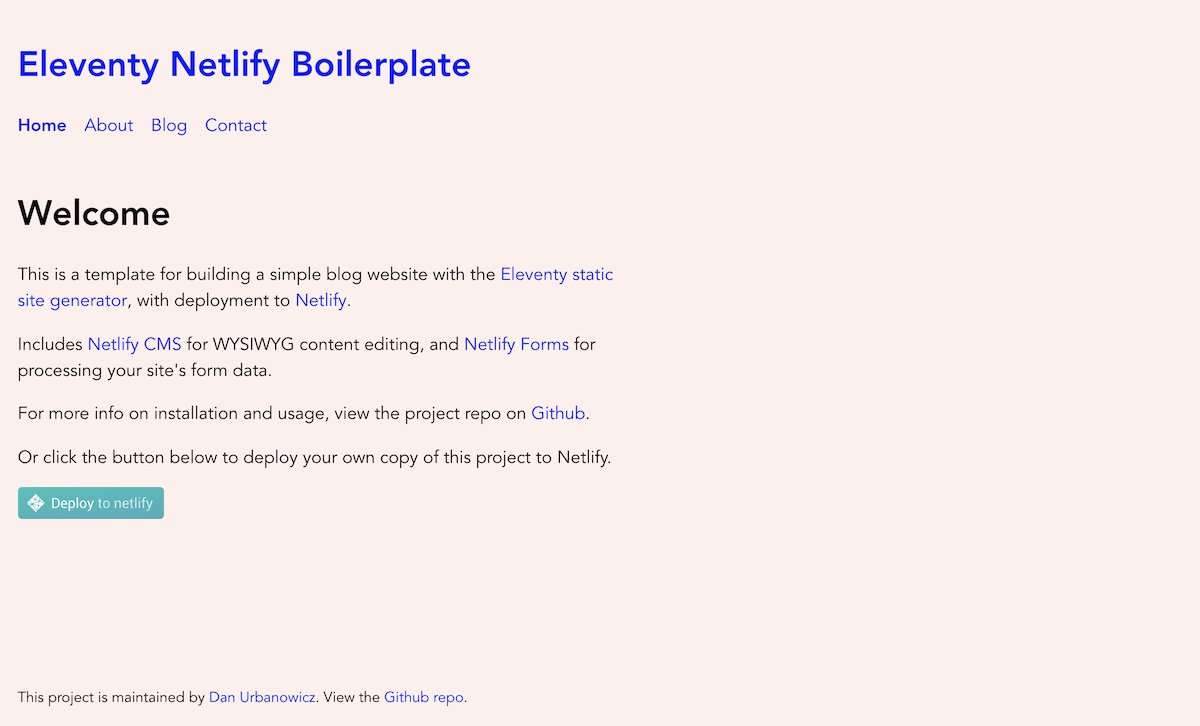 Eleventy Netlify Boilerplate
Home About Blog Contact
Welcome
This is a template for building a simple blog website with the Eleventy static
site generator, with deployment to Netlify.
Includes Netlify CMS for WYSIWYG content editing, and Netlify Forms for
processing your site's form data.
For more info on installation and usage, view the project repo on Github.
Or click the button below to deploy your own copy of this project to Netlify.
Deploy to netlify
This project is maintained by Dan Urbanowicz. View the Github repo.